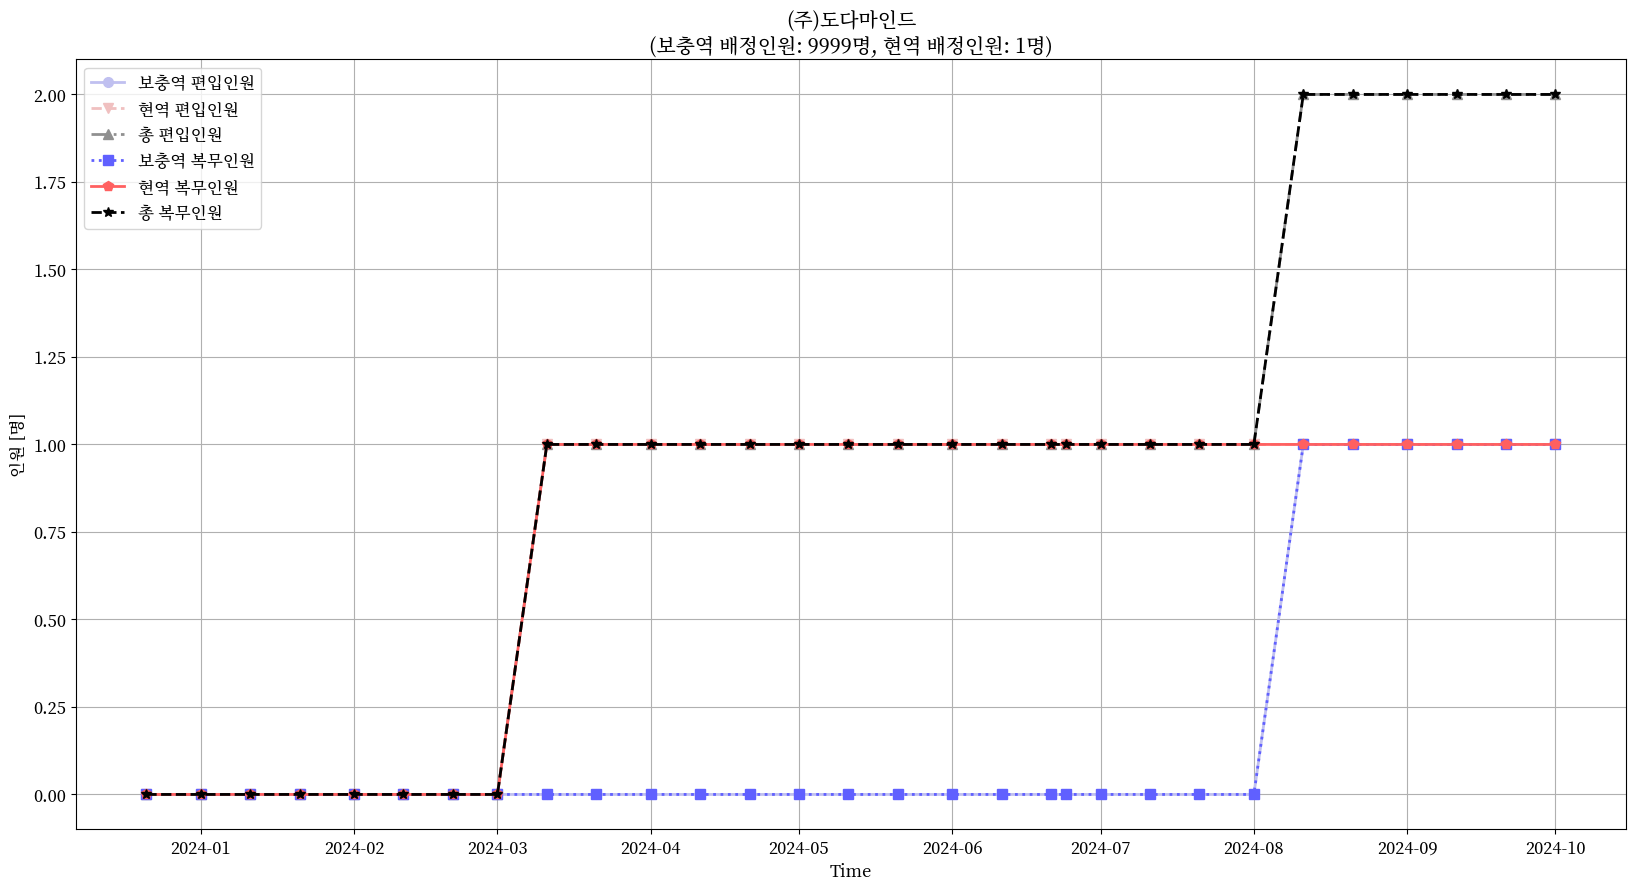 (주)도다마인드
(보충역 배정인원: 9999명, 현역 배정인원: 1명)
보충역 편입인원
현역 편입인원
총 편입인원
보충역 복무인원
현역 복무인원
총 복무인원
2.00
1.75
1.50
1.25
1.00
0.75
0.50
0.25
0.00
인원 [명]
2024-01 2024-02 2024-03 2024-04 2024-05 2024-06 2024-07 2024-08 2024-09 2024-10
Time